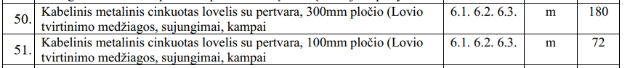 50. Kabelinis metalinis cinkuotas lovelis su pertvara, 300mm pločio (Lovio 6.1. 6.2. 6.3. m 180
tvirtinimo medžiagos, sujungimai, kampai
51. Kabelinis metalinis cinkuotas lovelis su pertvara, 100mm pločio (Lovio 6.1. 6.2. 6.3. m 72
tvirtinimo medžiagos, sujungimai, kampai